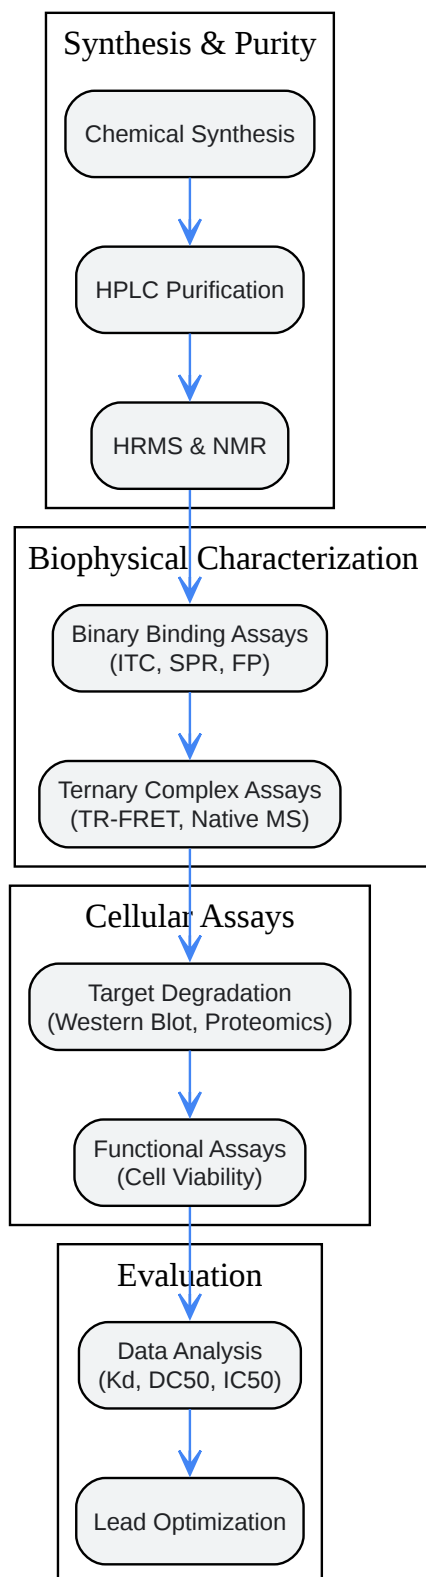 Synthesis & Purity
Chemical Synthesis
HPLC Purification
HRMS & NMR
Biophysical Characterization
Binary Binding Assays
(ITC, SPR, FP)
Ternary Complex Assays
(TR-FRET, Native MS)
Cellular Assays
Target Degradation
(Western Blot, Proteomics)
Functional Assays
(Cell Viability)
Evaluation
Data Analysis
(Kd, DC50, IC50)
Lead Optimization